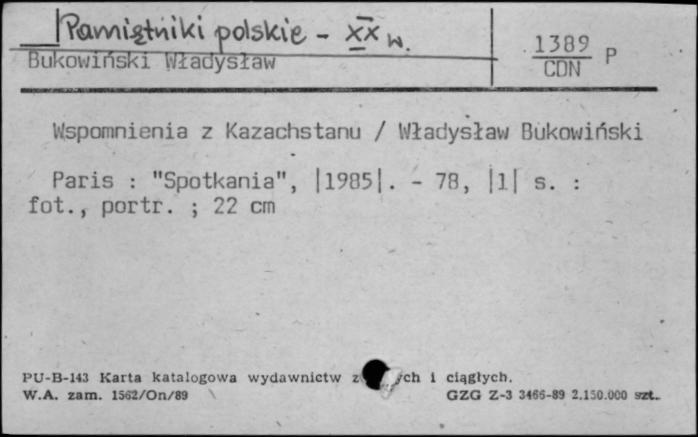 Pamiętniki polskie - XX w.
1389
CDN P
Bukowiński Władysław
Wspomnienia z Kazachstanu / Władysław Bukowiński
Paris : "Spotkania", |1985|. - 78, |1| s. :
fot., portr. ; 22 cm
PU-B-143 Karta katalogowa wydawnictw z ych i ciągłych.
W.A. zam. 1562/On/89
GZG Z-3 3466-89 2.150.000 szt.